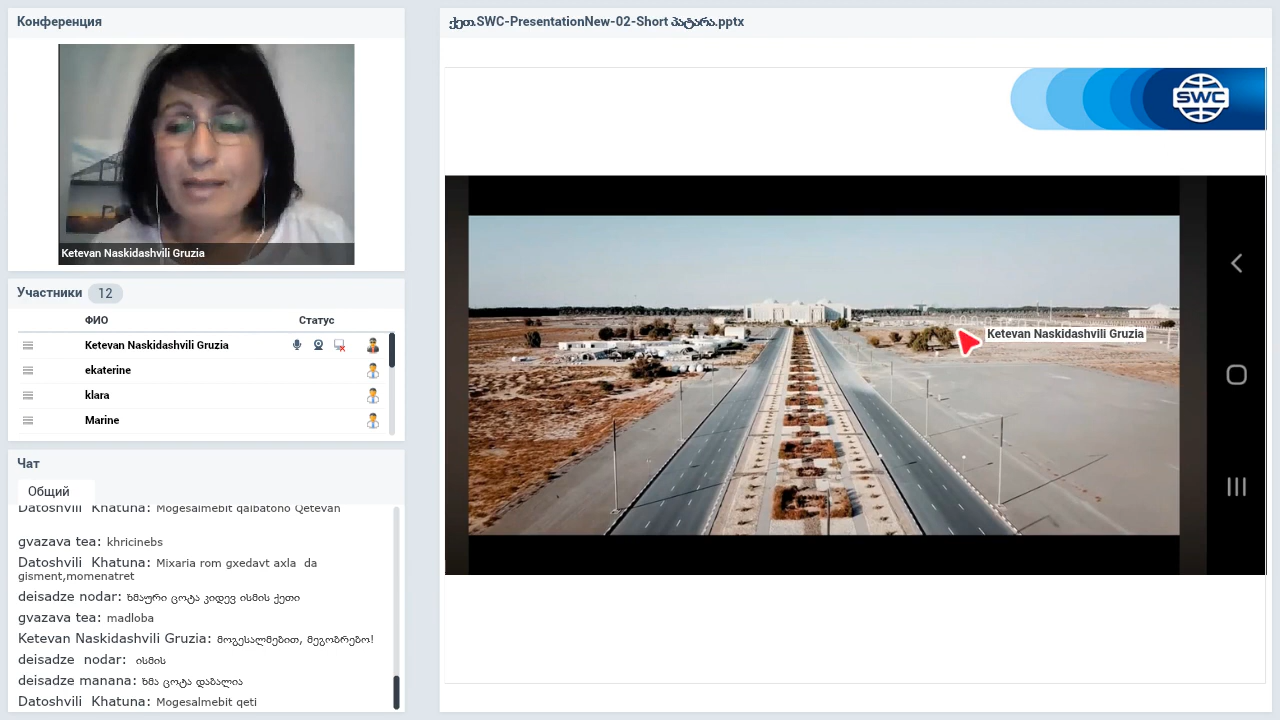 Конференция
Ketevan Naskidashvili Gruzia
Участники 12
ФИО Статус
Ketevan Naskidashvili Gruzia
ekaterine
klara
Marine
Чат
Общий
Datoshvili Khatuna: Mogesalmebit qalbatono Qetevan
gvazava tea: khricinebs
Datoshvili Khatuna: Mixaria rom gxedavt axla da
gisment,momenatret
deisadze nodar: ხმაური ცოტა კიდევ ისმის ქეთი
gvazava tea: madloba
Ketevan Naskidashvili Gruzia: მოგესალმებით, მეგობრებო!
deisadze nodar: ისმის
deisadze manana: ხმა ცოტა დაბალია
Datoshvili Khatuna: Mogesalmebit qeti
ქეთ.SWC-PresentationNew-02-Short პატარა.pptx
SWC
Ketevan Naskidashvili Gruzia